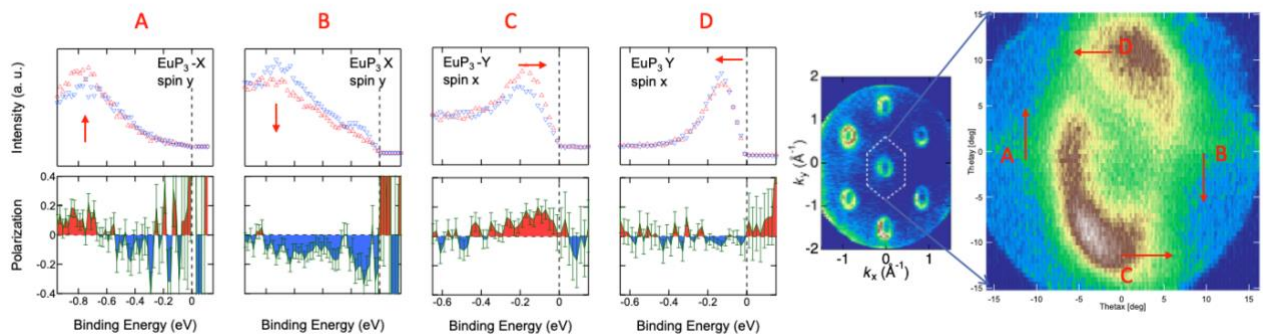 A
B
C
D
Intensity (a. u.)
EuP3 -X
spin y
EuP3 X
spin y
EuP3 -Y
spin x
EuP3 Y
spin x
0.4
0.2
0
-0.2
-0.4
Polarization
-0.8 -0.6 -0.4 -0.2 0
-0.8 -0.6 -0.4 -0.2 0
-0.6 -0.4 -0.2 0
-0.6 -0.4 -0.2 0
Binding Energy (eV)
Binding Energy (eV)
Binding Energy (eV)
Binding Energy (eV)
2
1
0
-1
-2
ky (Å-1)
-1 0 1
kx (Å-1)
15
10
5
0
-5
-10
-15
Thetay [deg]
D
A
B
C
-15 -10 -5 0 5 10 15
Thetax [deg]